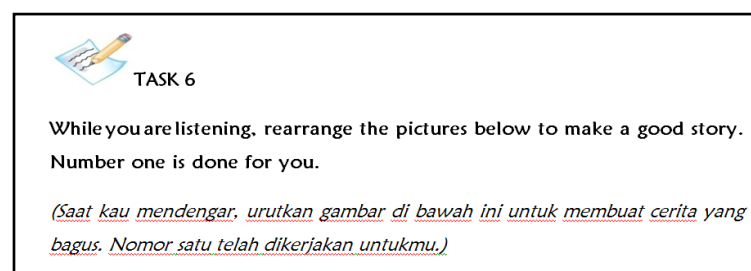 TASK 6
While you are listening, rearrange the pictures below to make a good story.
Number one is done for you.
(Saat kau mendengar, urutkan gambar di bawah ini untuk membuat cerita yang
bagus. Nomor satu telah dikerjakan untukmu.)